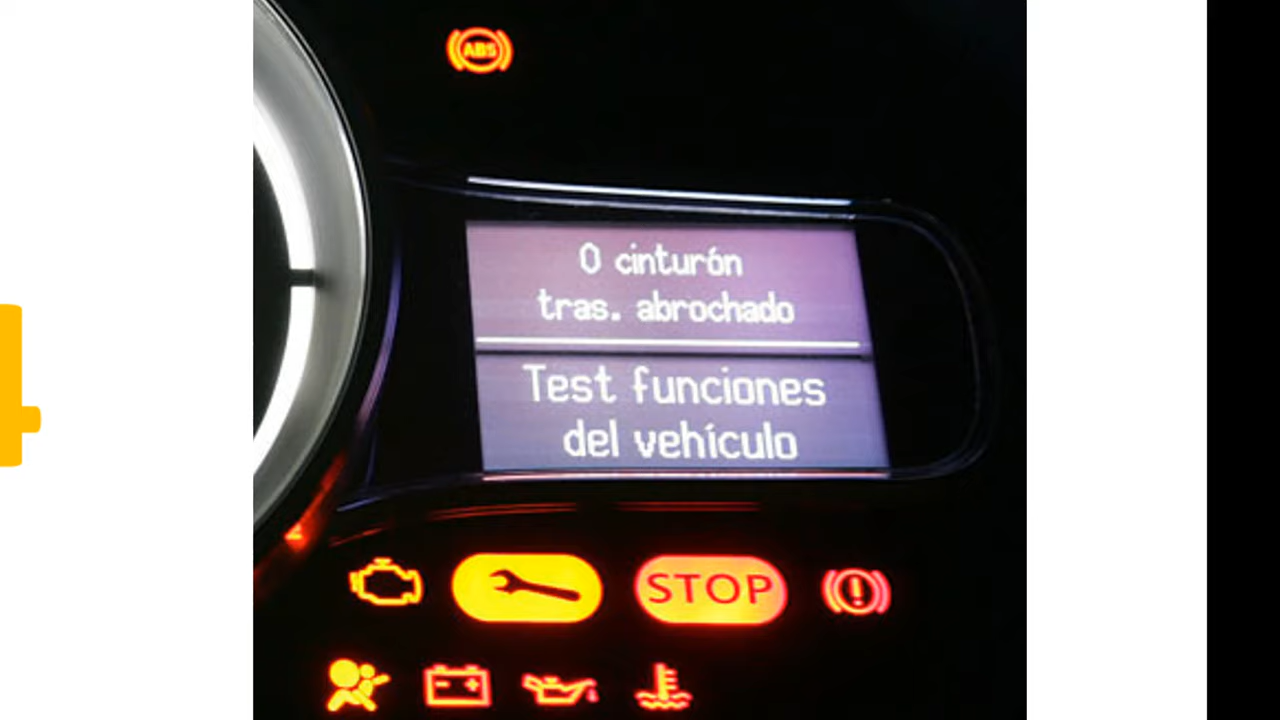 ABS
0 cinturón
tras. abrochado
Test funciones
del vehículo
STOP